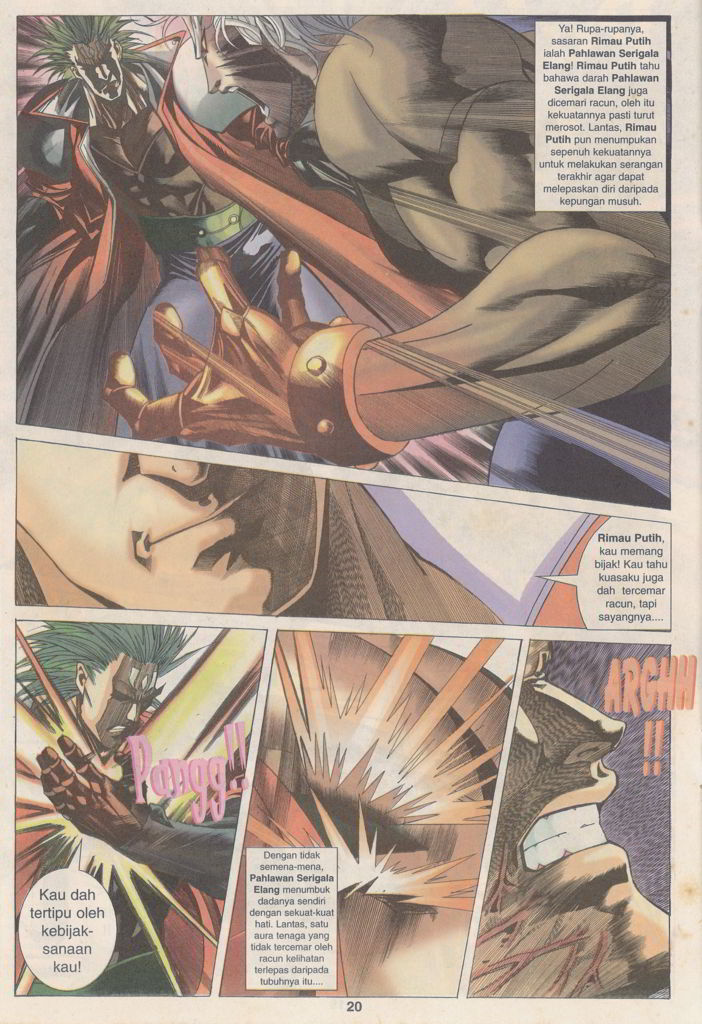 Ya! Rupa-rupanya,
sasaran Rimau Putih
ialah Pahlawan Serigala
Elang! Rimau Putih tahu
bahawa darah Pahlawan
Serigala Elang juga
dicemari racun, oleh itu
kekuatannya pasti turut
merosot. Lantas, Rimau
Putih pun menumpukan
sepenuh kekuatannya
untuk melakukan serangan
terakhir agar dapat
melepaskan diri daripada
kepungan musuh.
Rimau Putih,
kau memang
bijak! Kau tahu
kuasaku juga
dah tercemar
racun, tapi
sayangnya....
Pangg!!
Kau dah
tertipu oleh
kebijak-
sanaan
kau!
Dengan tidak
semena-mena,
Pahlawan Serigala
Elang menumbuk
dadanya sendiri
dengan sekuat-kuat
hati. Lantas, satu
aura tenaga yang
tidak tercemar oleh
racun kelihatan
terlepas daripada
tubuhnya itu....
ARGHH
!!
20